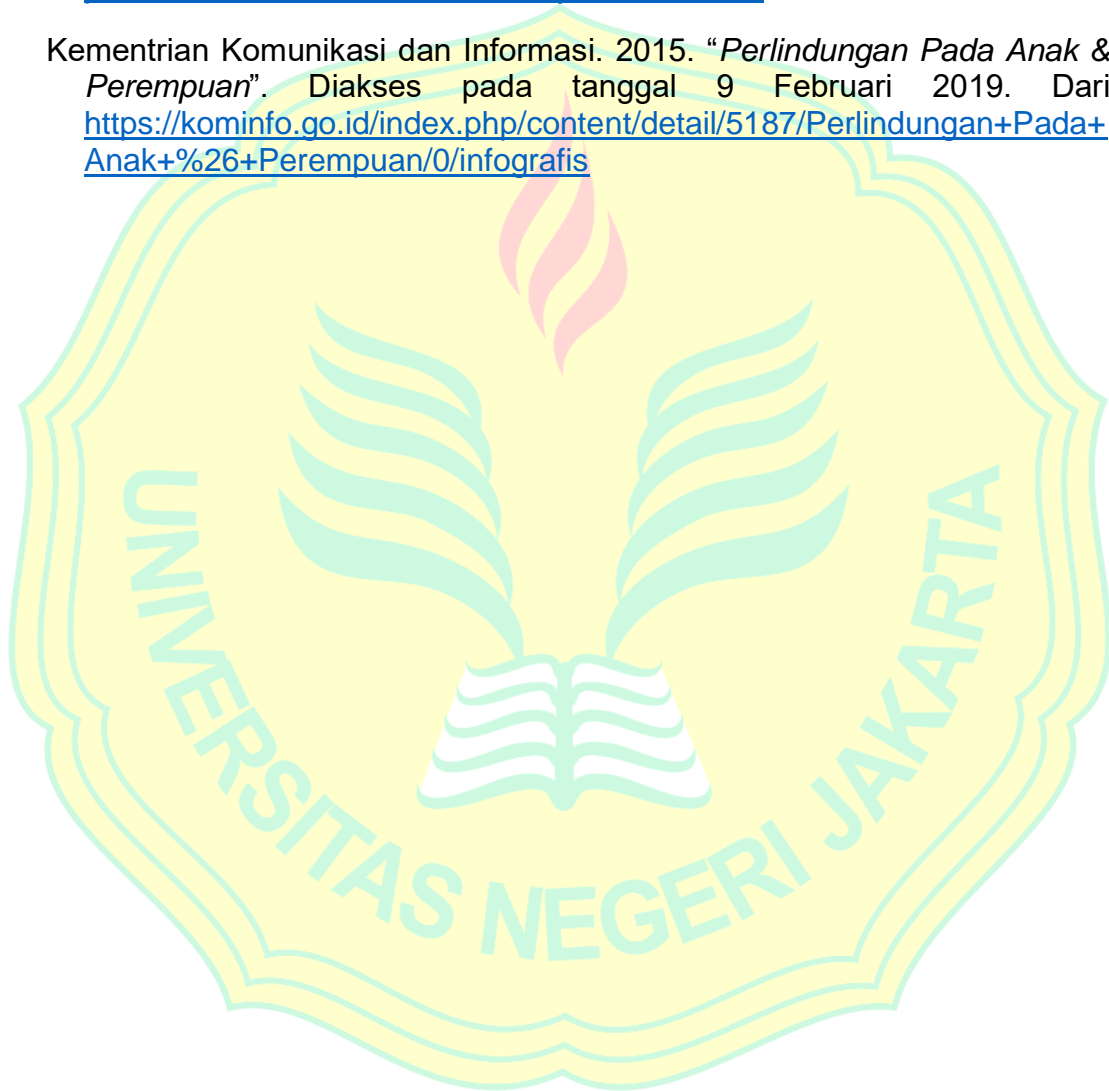 Kementrian Komunikasi dan Informasi. 2015. “Perlindungan Pada Anak &
Perempuan”. Diakses pada tanggal 9 Februari 2019. Dari
https://kominfo.go.id/index.php/content/detail/5187/Perlindungan+Pada+
Anak+%26+Perempuan/0/infografis
UNIVERSITAS NEGERI JAKARTA